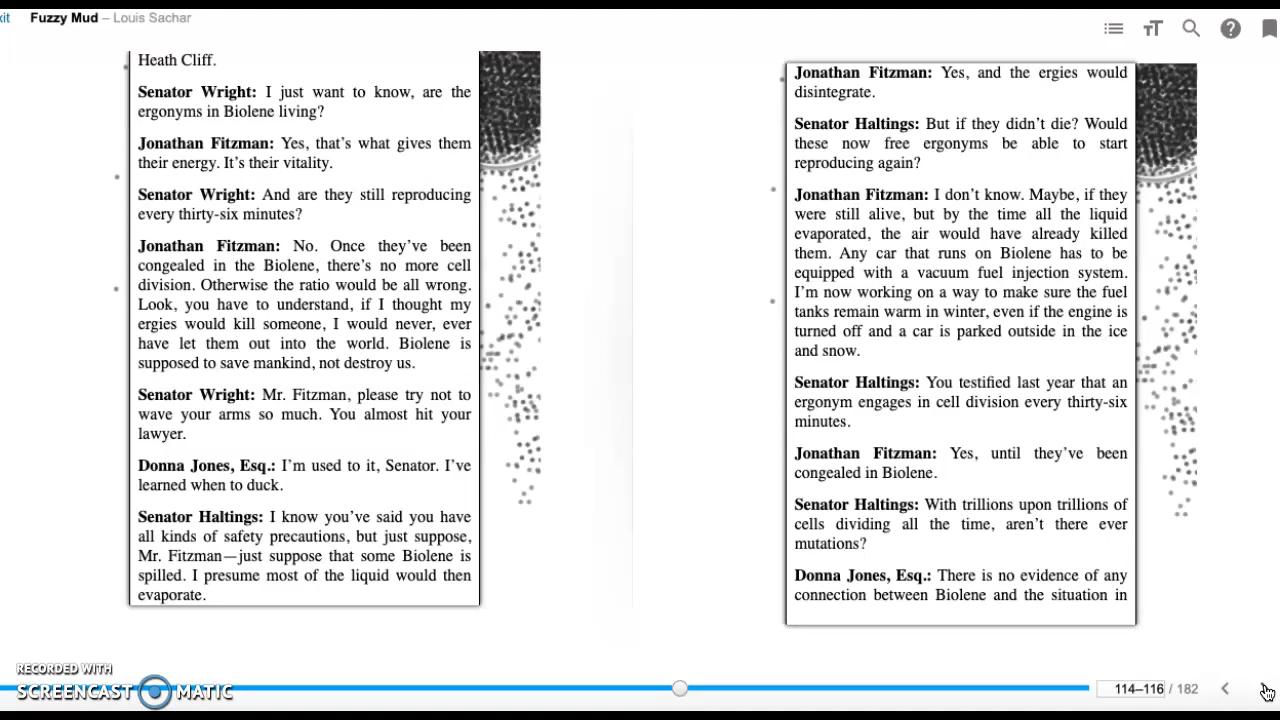 xit Fuzzy Mud – Louis Sachar
Heath Cliff.
Senator Wright: I just want to know, are the
ergonyms in Biolene living?
Jonathan Fitzman: Yes, that's what gives them
their energy. It's their vitality.
Senator Wright: And are they still reproducing
every thirty-six minutes?
Jonathan Fitzman: No. Once they've been
congealed in the Biolene, there's no more cell
division. Otherwise the ratio would be all wrong.
Look, you have to understand, if I thought my
ergies would kill someone, I would never, ever
have let them out into the world. Biolene is
supposed to save mankind, not destroy us.
Senator Wright: Mr. Fitzman, please try not to
wave your arms so much. You almost hit your
lawyer.
Donna Jones, Esq.: I'm used to it, Senator. I've
learned when to duck.
Senator Haltings: I know you've said you have
all kinds of safety precautions, but just suppose,
Mr. Fitzman—just suppose that some Biolene is
spilled. I presume most of the liquid would then
evaporate.
Jonathan Fitzman: Yes, and the ergies would
disintegrate.
Senator Haltings: But if they didn't die? Would
these now free ergonyms be able to start
reproducing again?
Jonathan Fitzman: I don't know. Maybe, if they
were still alive, but by the time all the liquid
evaporated, the air would have already killed
them. Any car that runs on Biolene has to be
equipped with a vacuum fuel injection system.
I'm now working on a way to make sure the fuel
tanks remain warm in winter, even if the engine is
turned off and a car is parked outside in the ice
and snow.
Senator Haltings: You testified last year that an
ergonym engages in cell division every thirty-six
minutes.
Jonathan Fitzman: Yes, until they've been
congealed in Biolene.
Senator Haltings: With trillions upon trillions of
cells dividing all the time, aren't there ever
mutations?
Donna Jones, Esq.: There is no evidence of any
connection between Biolene and the situation in
RECORDED WITH
SCREENCAST MATIC
114–116 / 182